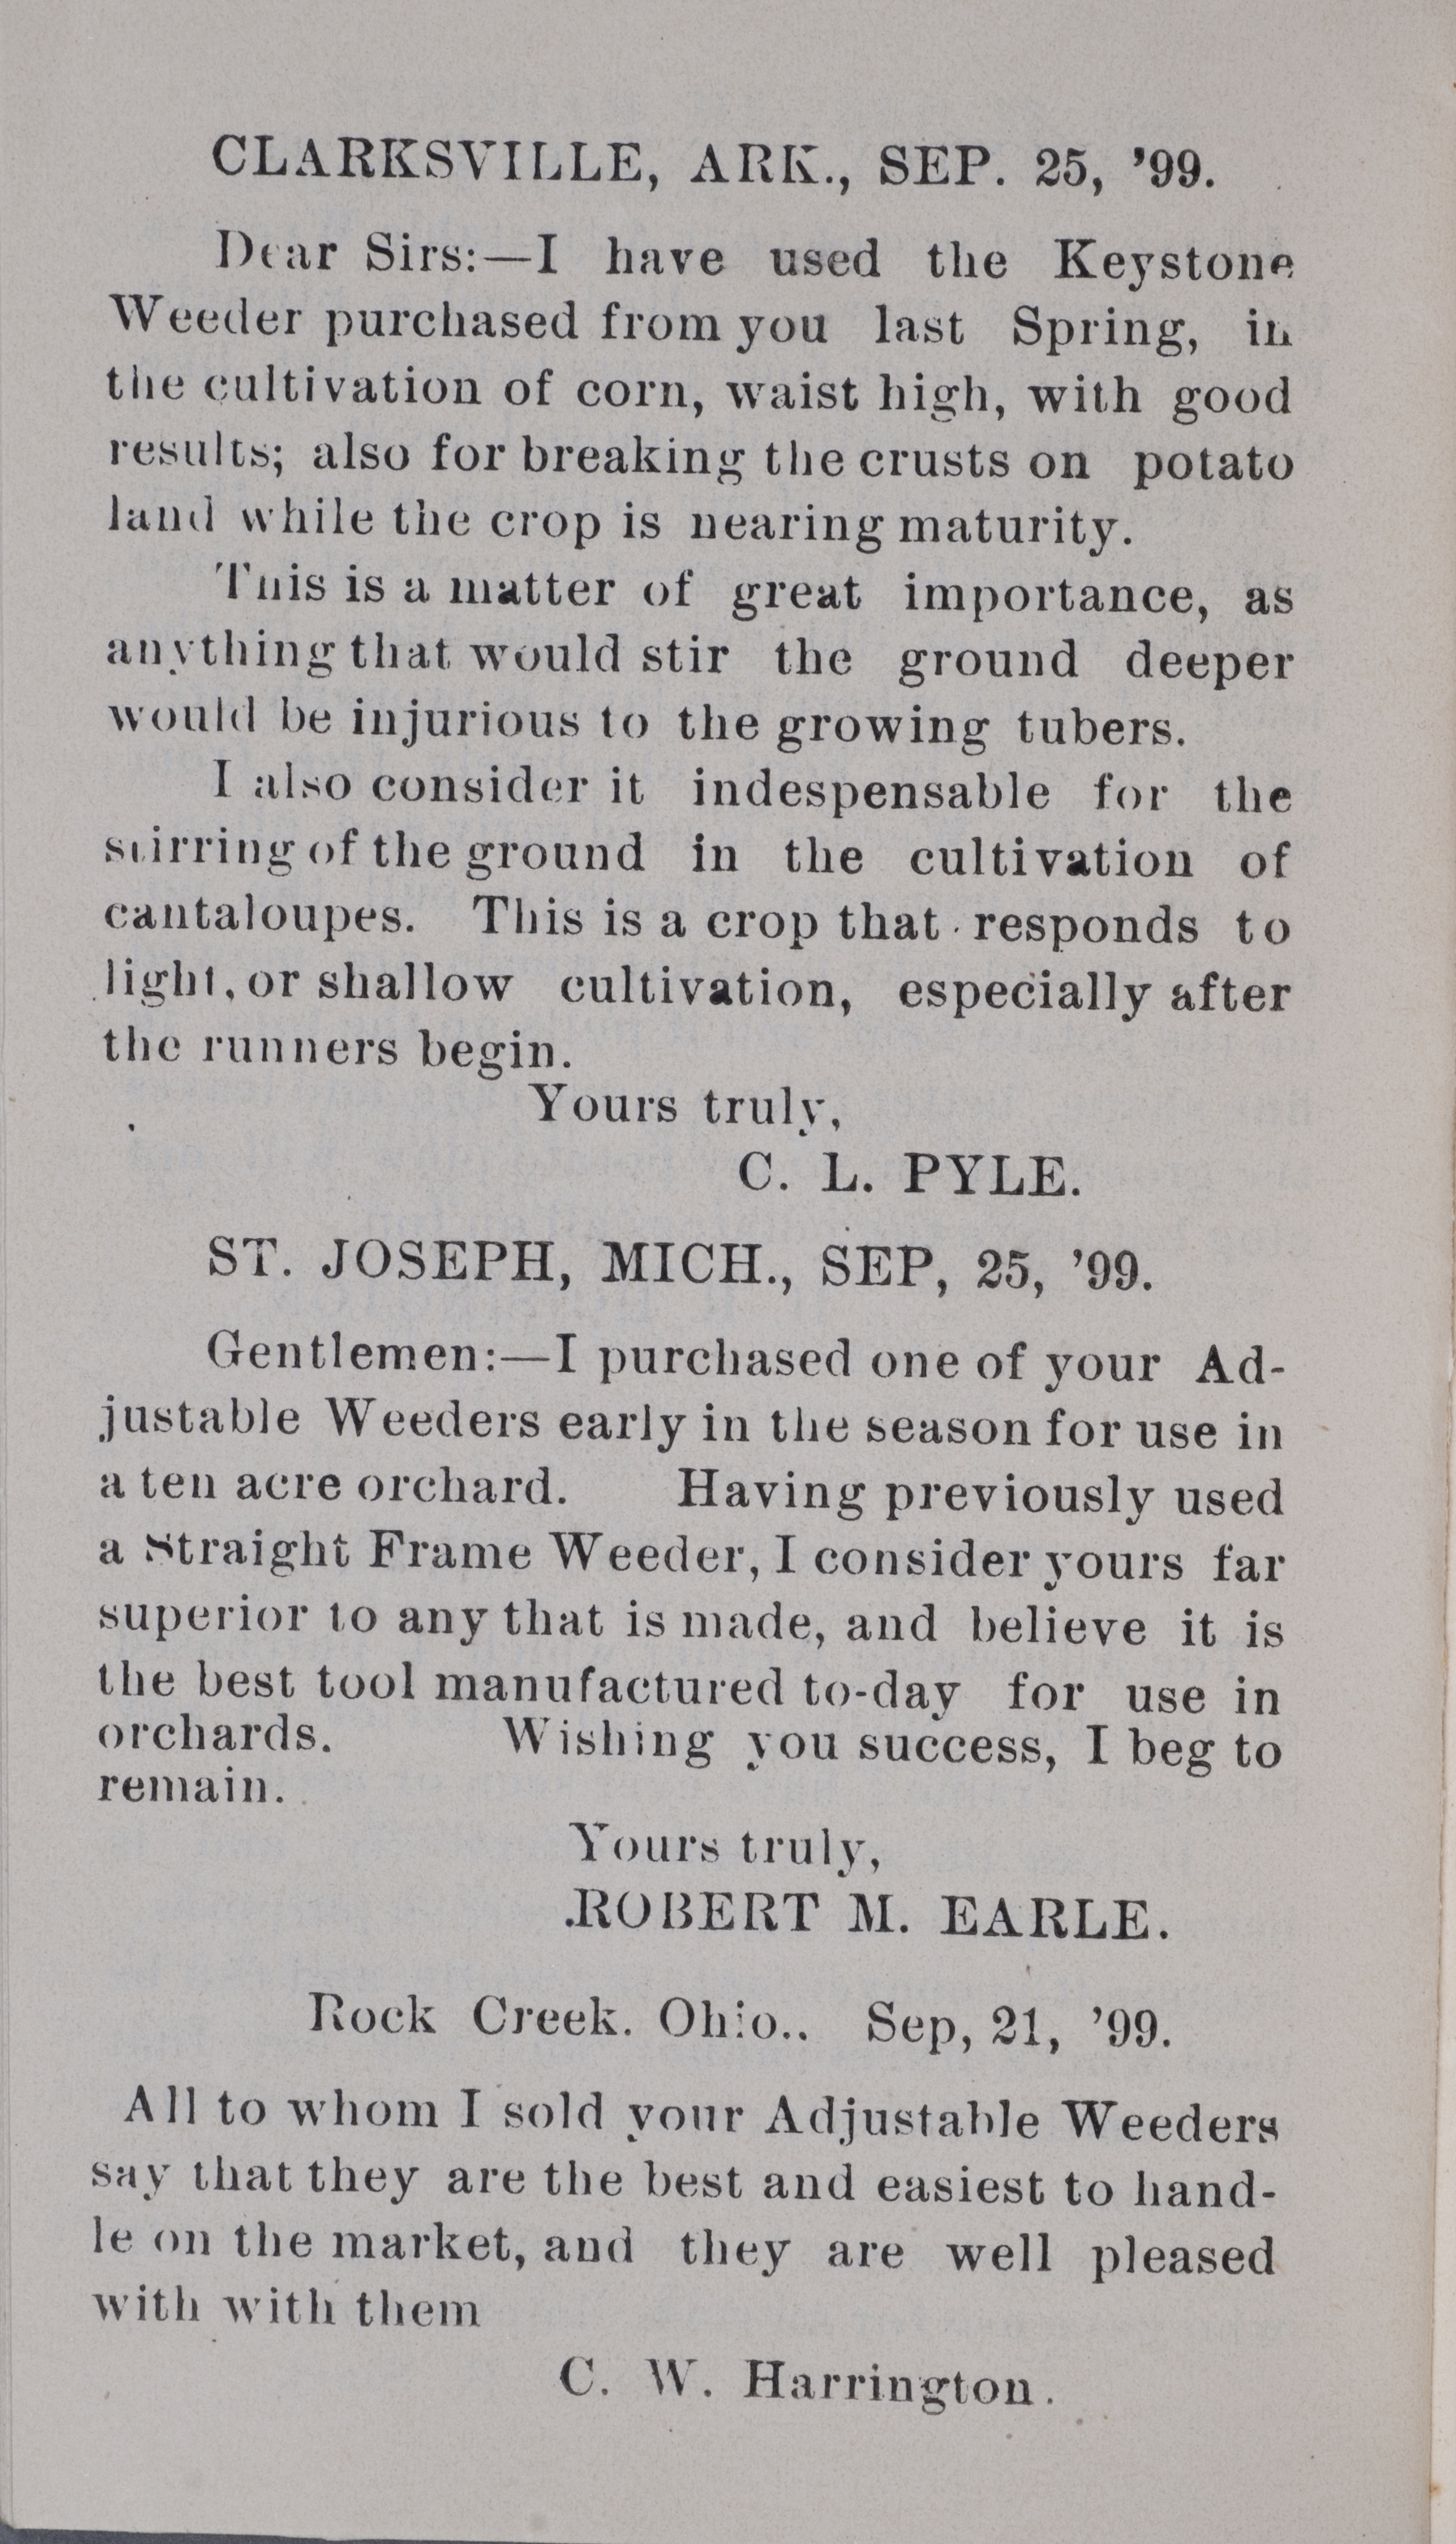 CLARKSVILLE, ARK., SEP. 25, ’99.
Dear Sirs:—I have used the Keystone
Weeder purchased from you last Spring, in
the cultivation of corn, waist high, with good
results; also for breaking the crusts on potato
land while the crop is nearing maturity.
This is a matter of great importance, as
anything that would stir the ground deeper
would be injurious to the growing tubers.
I also consider it indespensable for the
stirring of the ground in the cultivation of
cantaloupes. This is a crop that responds to
light, or shallow cultivation, especially after
the runners begin.
Yours truly,
C. L. PYLE.
ST. JOSEPH, MICH., SEP, 25, ’99.
Gentlemen:—I purchased one of your Ad-
justable Weeders early in the season for use in
a ten acre orchard. Having previously used
a Straight Frame Weeder, I consider yours far
superior to any that is made, and believe it is
the best tool manufactured to-day for use in
orchards. Wishing you success, I beg to
remain.
Yours truly,
.ROBERT M. EARLE.
Rock Creek. Ohio.. Sep, 21, ’99.
All to whom I sold your Adjustable Weeders
say that they are the best and easiest to hand-
le on the market, and they are well pleased
with with them
C. W. Harrington.